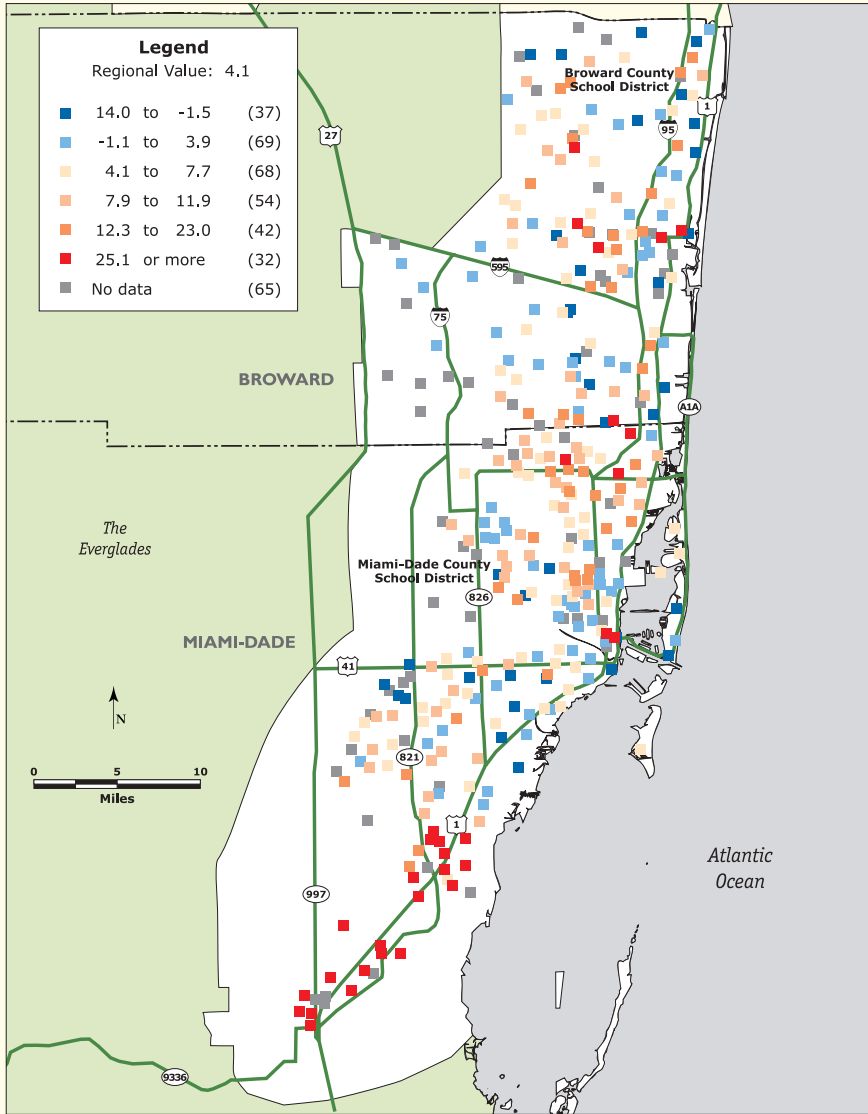 Legend
Regional Value: 4.1
14.0 to -1.5 (37)
-1.1 to 3.9 (69)
4.1 to 7.7 (68)
7.9 to 11.9 (54)
12.3 to 23.0 (42)
25.1 or more (32)
No data (65)
Broward County
School District
1
95
27
595
75
BROWARD
A1A
The
Everglades
Miami-Dade County
School District
826
MIAMI-DADE
41
N
821
0 5 10
Miles
1
Atlantic
Ocean
997
9336